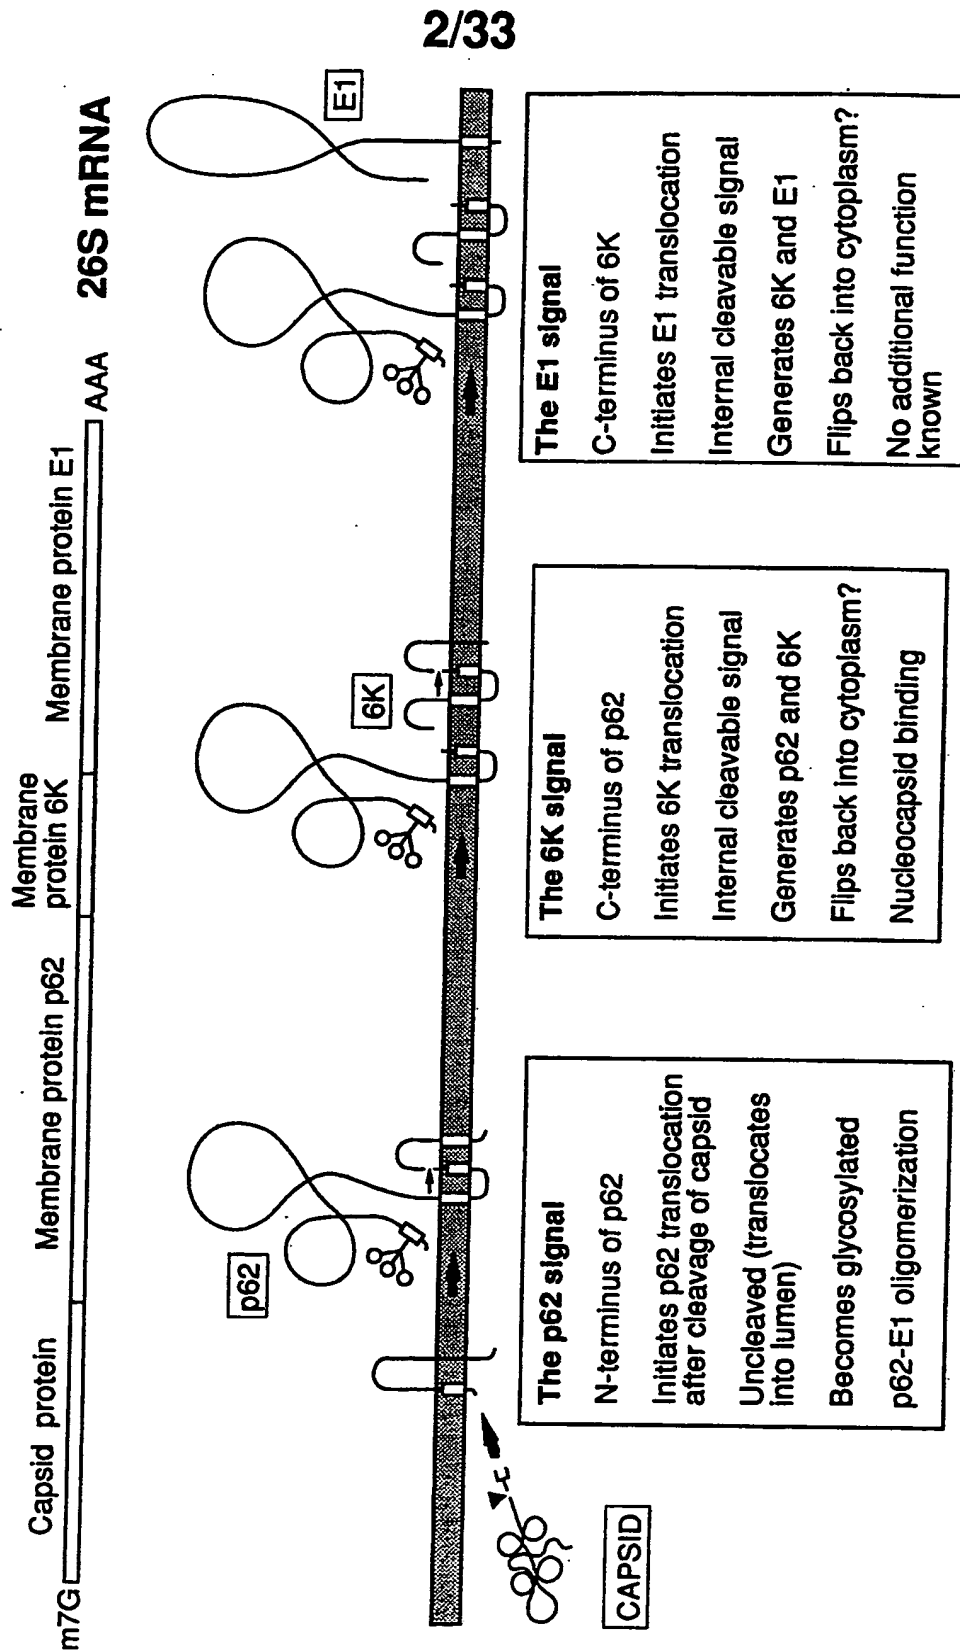 2/33
26S mRNA
m7G
Capsid protein
Membrane protein p62
Membrane
protein 6K
Membrane protein E1
AAA
CAPSID
p62
6K
E1
The p62 signal
N-terminus of p62
Initiates p62 translocation
after cleavage of capsid
Uncleaved (translocates
into lumen)
Becomes glycosylated
p62-E1 oligomerization
The 6K signal
C-terminus of p62
Initiates 6K translocation
Internal cleavable signal
Generates p62 and 6K
Flips back into cytoplasm?
Nucleocapsid binding
The E1 signal
C-terminus of 6K
Initiates E1 translocation
Internal cleavable signal
Generates 6K and E1
Flips back into cytoplasm?
No additional function
known